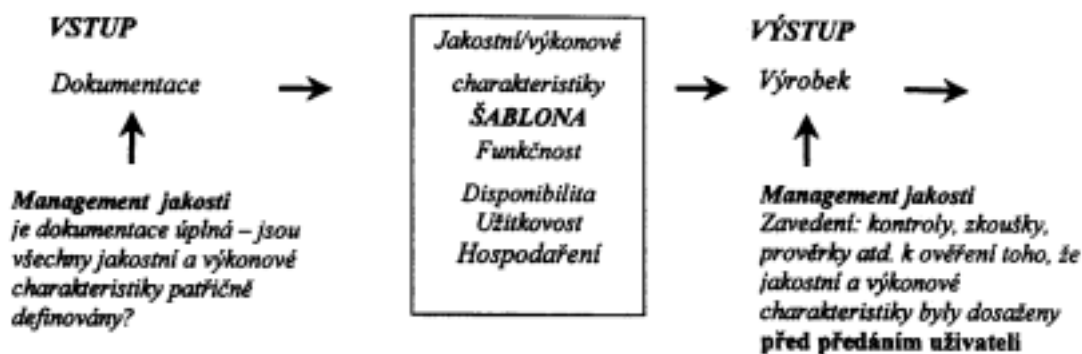 VSTUP
Dokumentace
Management jakosti
je dokumentace úplná – jsou
všechny jakostní a výkonové
charakteristiky patřičně
definovány?
Jakostní/výkonové
charakteristiky
ŠABLONA
Funkčnost
Disponibilita
Užitkovost
Hospodaření
VÝSTUP
Výrobek
Management jakosti
Zavedení: kontroly, zkoušky,
prověrky atd. k ověření toho, že
jakostní a výkonové
charakteristiky byly dosaženy
před předáním uživateli